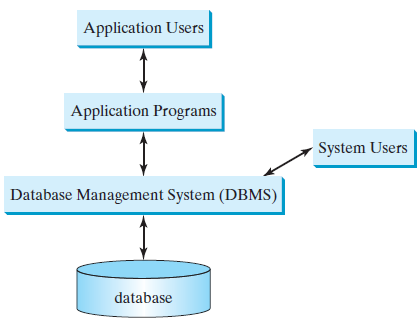 Application Users
Application Programs
System Users
Database Management System (DBMS)
database